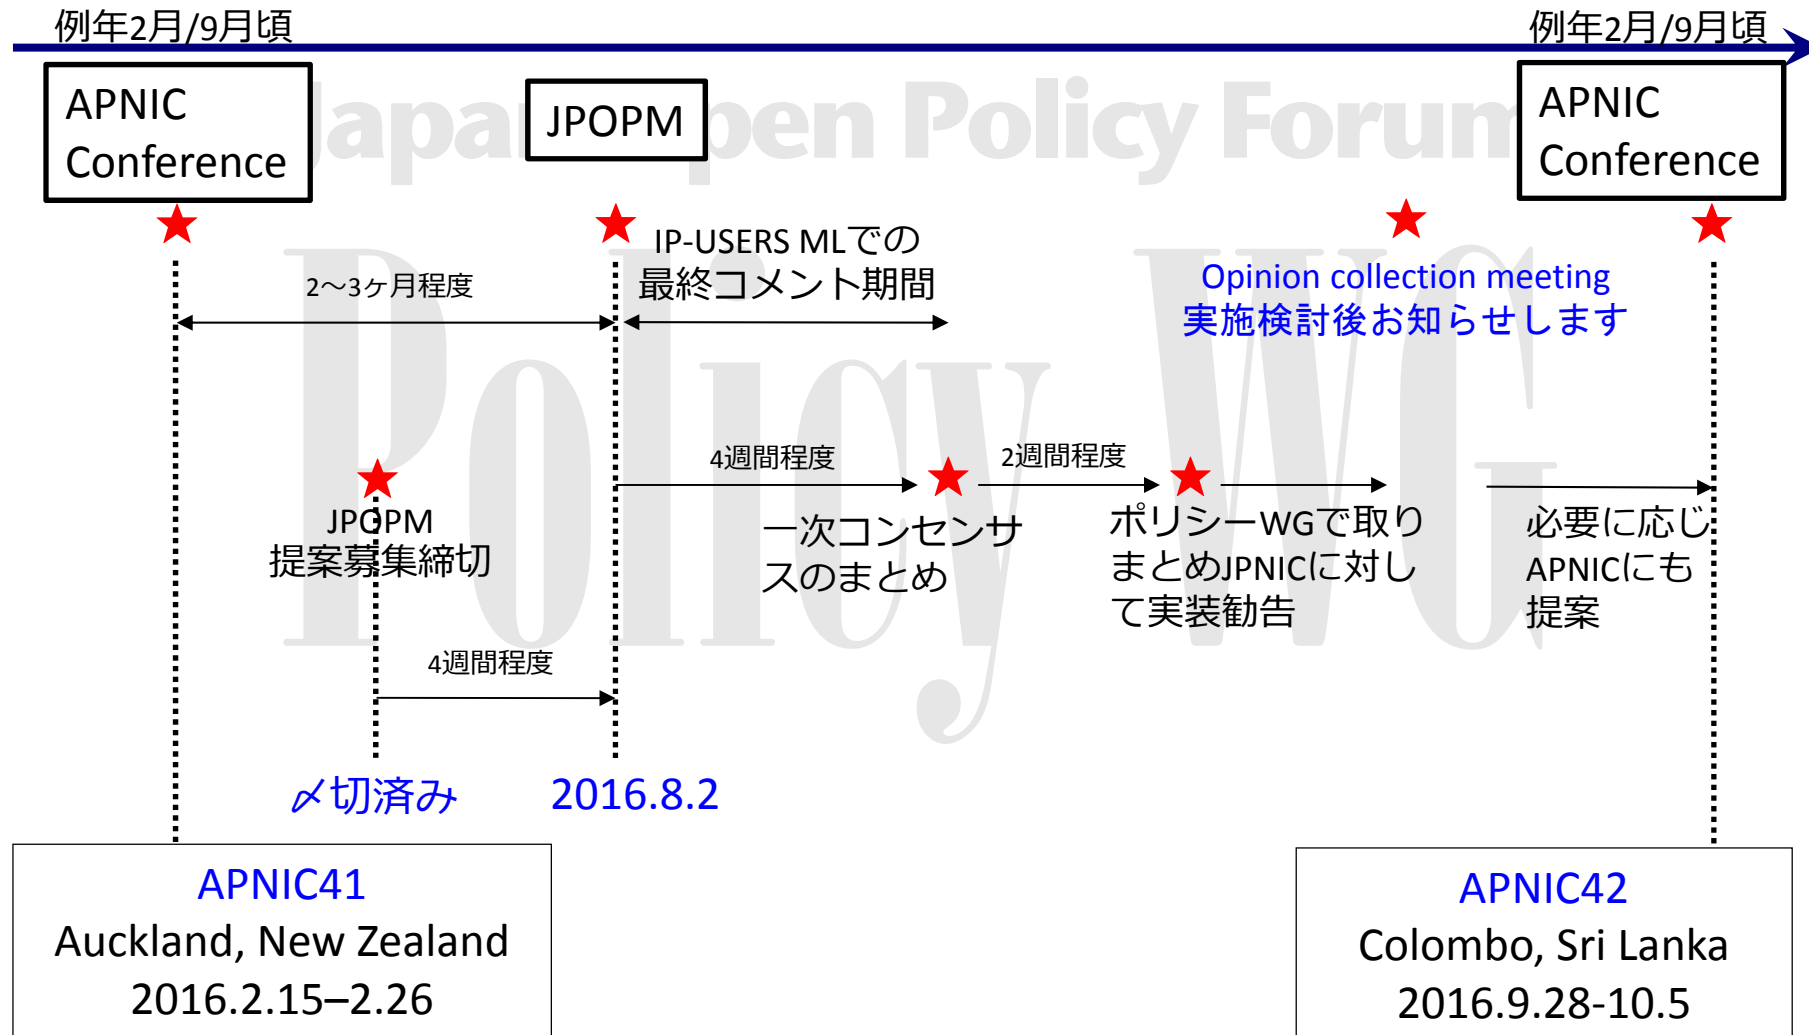 例年2月/9月頃
例年2月/9月頃
APNIC
Conference
JPOPM
APNIC
Conference
Japan Open Policy Forum
Policy WG
2～3ヶ月程度
IP-USERS MLでの
最終コメント期間
Opinion collection meeting
実施検討後お知らせします
JPOPM
提案募集締切
4週間程度
一次コンセンサ
スのまとめ
2週間程度
ポリシーWGで取り
まとめJPNICに対し
て実装勧告
必要に応じ
APNICにも
提案
4週間程度
〆切済み
2016.8.2
APNIC41
Auckland, New Zealand
2016.2.15–2.26
APNIC42
Colombo, Sri Lanka
2016.9.28-10.5